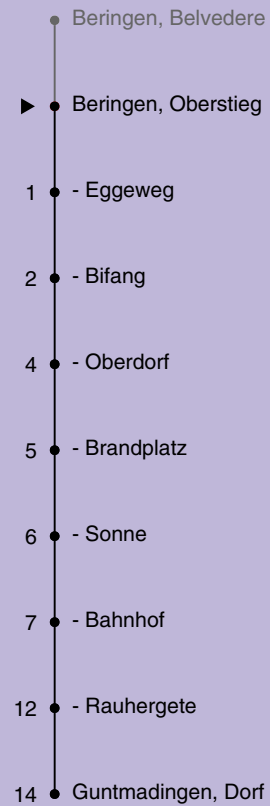 Beringen, Belvedere
Beringen, Oberstieg
1 - Eggeweg
2 - Bifang
4 - Oberdorf
5 - Brandplatz
6 - Sonne
7 - Bahnhof
12 - Rauhergete
14 Guntmadingen, Dorf